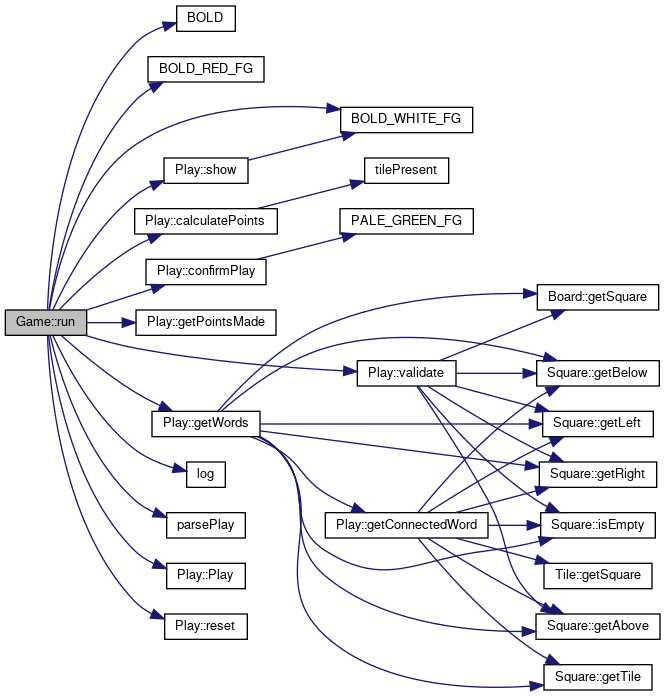 BOLD
BOLD_RED_FG
BOLD_WHITE_FG
Play::show
tilePresent
Play::calculatePoints
PALE_GREEN_FG
Play::confirmPlay
Board::getSquare
Game::run
Play::getPointsMade
Play::validate
Square::getBelow
Play::getWords
Square::getLeft
log
Square::getRight
parsePlay
Play::getConnectedWord
Square::isEmpty
Play::Play
Tile::getSquare
Play::reset
Square::getAbove
Square::getTile